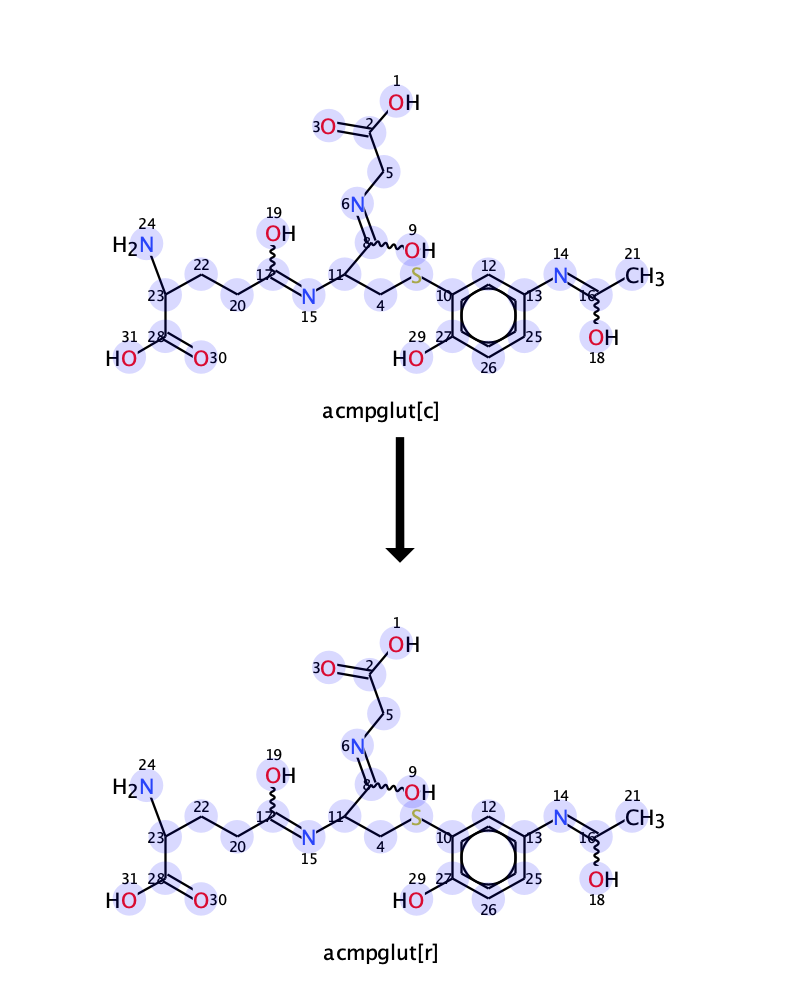 1
OH
3O 2
5
6N
24 19 9
H2N OH 8 OH
22 S 12 14 21
17 11 N CH3
23 20 N 4 10 13 16
15
31 28 29 27 25 OH
HO O30 HO 26 18
acmpglut[c]
1
OH
3O 2
5
6N
24 19 9
H2N OH 8 OH
22 S 12 14 21
17 11 N CH3
23 20 N 4 10 13 16
15
31 28 29 27 25 OH
HO O30 HO 26 18
acmpglut[r]